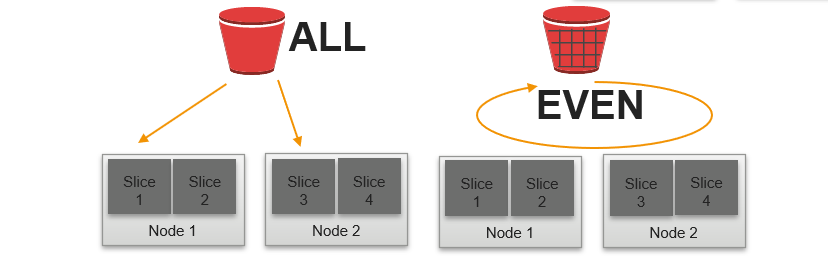 ALL
Slice
1
Slice
2
Node 1
Slice
3
Slice
4
Node 2
EVEN
Slice
1
Slice
2
Node 1
Slice
3
Slice
4
Node 2